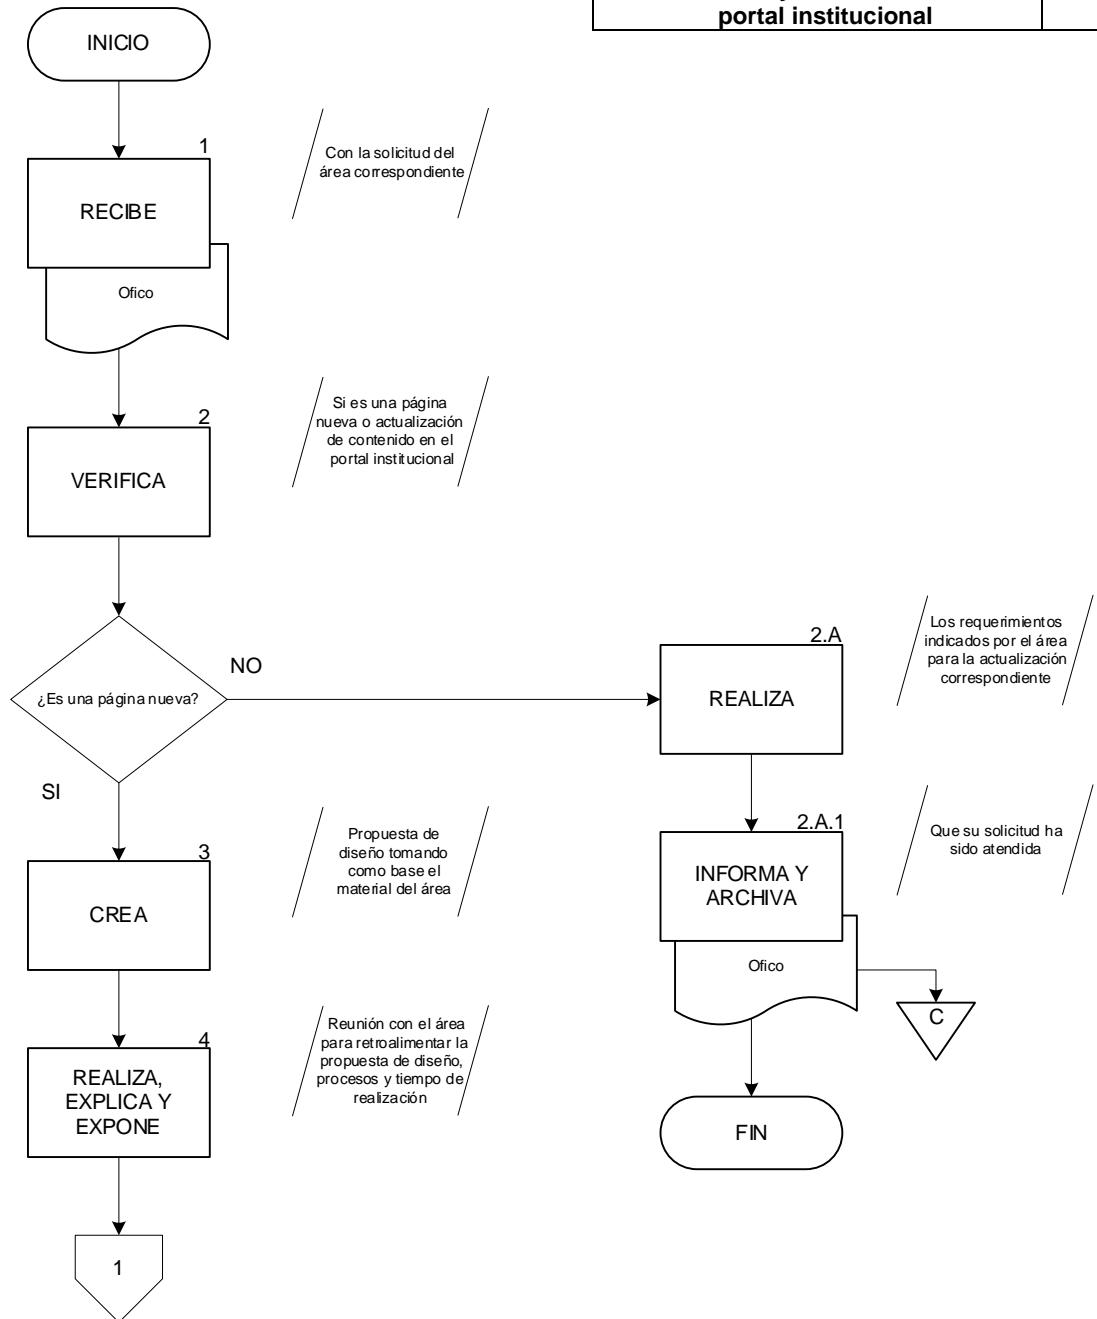 portal institucional
INICIO
1
RECIBE
Con la solicitud del
área correspondiente
Ofico
2
VERIFICA
Si es una página
nueva o actualización
de contenido en el
portal institucional
¿Es una página nueva?
NO
SI
2.A
REALIZA
Los requerimientos
indicados por el área
para la actualización
correspondiente
3
CREA
Propuesta de
diseño tomando
como base el
material del área
2.A.1
INFORMA Y
ARCHIVA
Que su solicitud ha
sido atendida
Ofico
C
4
REALIZA,
EXPLICA Y
EXPONE
Reunión con el área
para retroalimentar la
propuesta de diseño,
procesos y tiempo de
realización
FIN
1